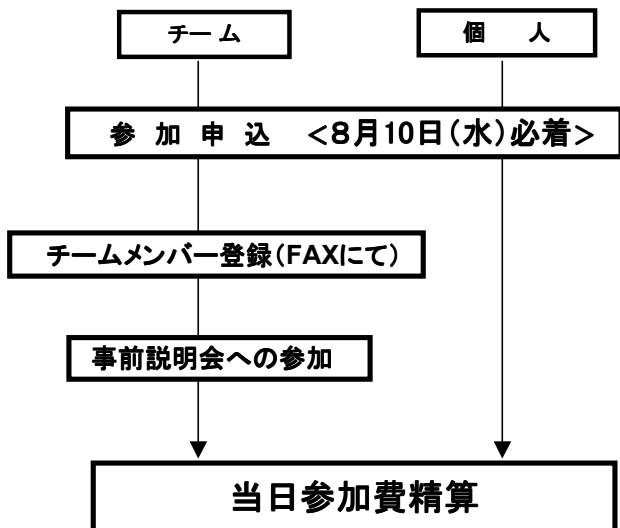 チーム
個 人
参 加 申 込 <8月10日(水)必着>
チームメンバー登録(FAXにて)
事前説明会への参加
当日参加費精算